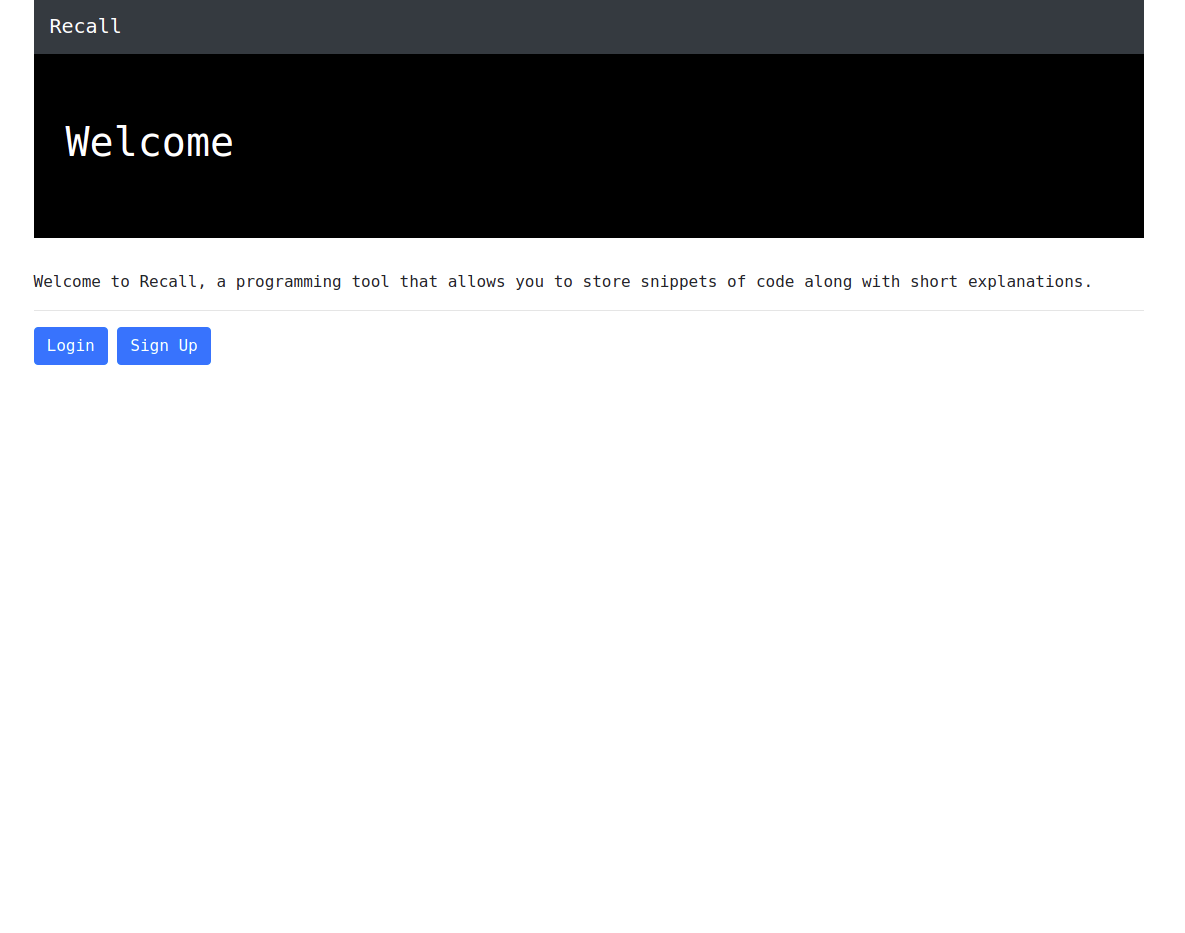 Recall
Welcome
Welcome to Recall, a programming tool that allows you to store snippets of code along with short explanations.
Login Sign Up